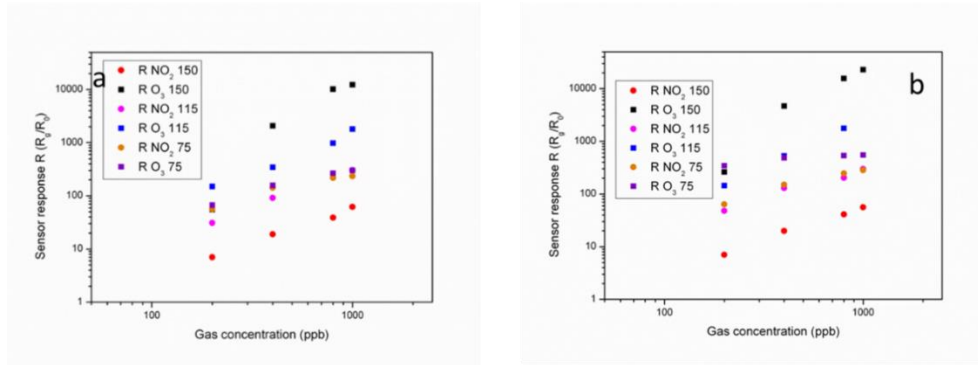 a
R NO2 150
R O3 150
R NO2 115
R O3 115
R NO2 75
R O3 75
10000
1000
100
10
1
100
1000
Sensor response R (Rg/R0)
Gas concentration (ppb)
b
R NO2 150
R O3 150
R NO2 115
R O3 115
R NO2 75
R O3 75
10000
1000
100
10
1
100
1000
Sensor response R (Rg/R0)
Gas concentration (ppb)